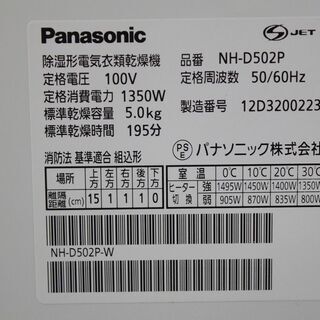 Panasonic JET
除湿形電気衣類乾燥機 品番 NH-D502P
定格電圧 100V 定格周波数 50/60Hz
定格消費電力 1350W
標準乾燥容量 5.0kg 製造番号 12D3200223
標準乾燥時間 195分
消防法 基準適合 組込形 PSE パナソニック株式会
場所 上方 左方 右方 前方 下方
離隔距離(cm) 15 1 1 1 0
室温 0℃ 10℃ 20℃ 30℃
ヒーター切換 強 1495W 1450W 1400W 1350W
弱 905W 870W 835W 800W
NH-D502P-W